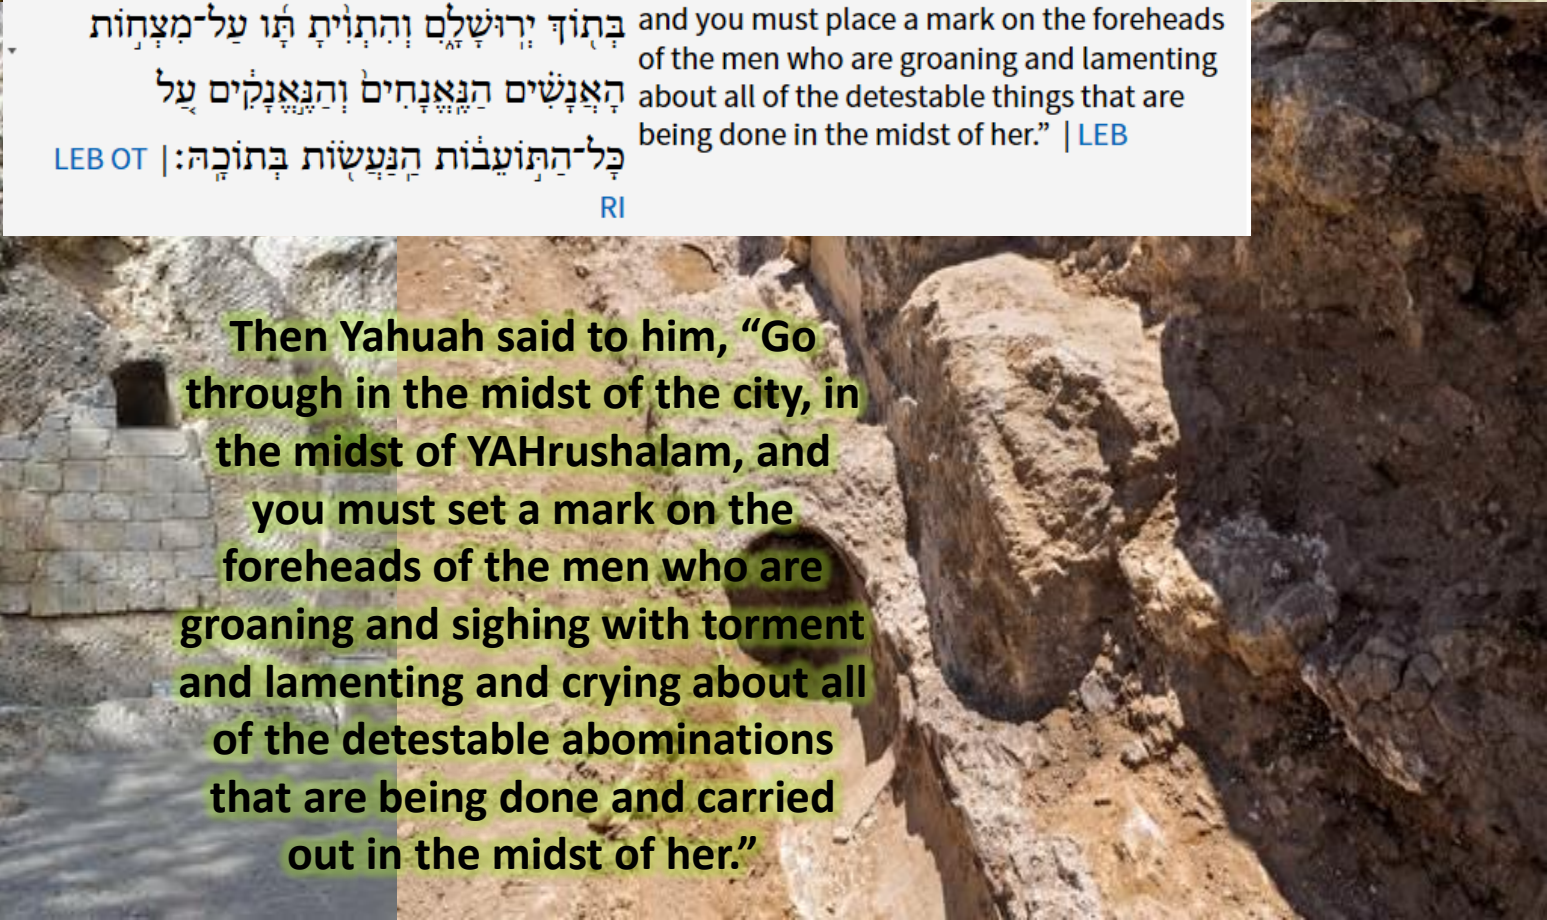 בְּת֖וֹךְ יְרֽוּשָׁלִָ֑ם וְהִתְוִ֨יתָ תָּ֜ו עַל־מִצְח֣וֹת
הָאֲנָשִׁ֗ים הַנֶּֽאֱנָחִים֙ וְהַנֶּ֣אֱנָקִ֔ים עַ֚ל
כָּל־הַתּ֣וֹעֵב֔וֹת הַֽנַּעֲשׂ֖וֹת בְּתוֹכָֽהּ׃ | LEB OT
RI
and you must place a mark on the foreheads
of the men who are groaning and lamenting
about all of the detestable things that are
being done in the midst of her.” | LEB
Then Yahuah said to him, “Go
through in the midst of the city, in
the midst of YAHrushalam, and
you must set a mark on the
foreheads of the men who are
groaning and sighing with torment
and lamenting and crying about all
of the detestable abominations
that are being done and carried
out in the midst of her.”